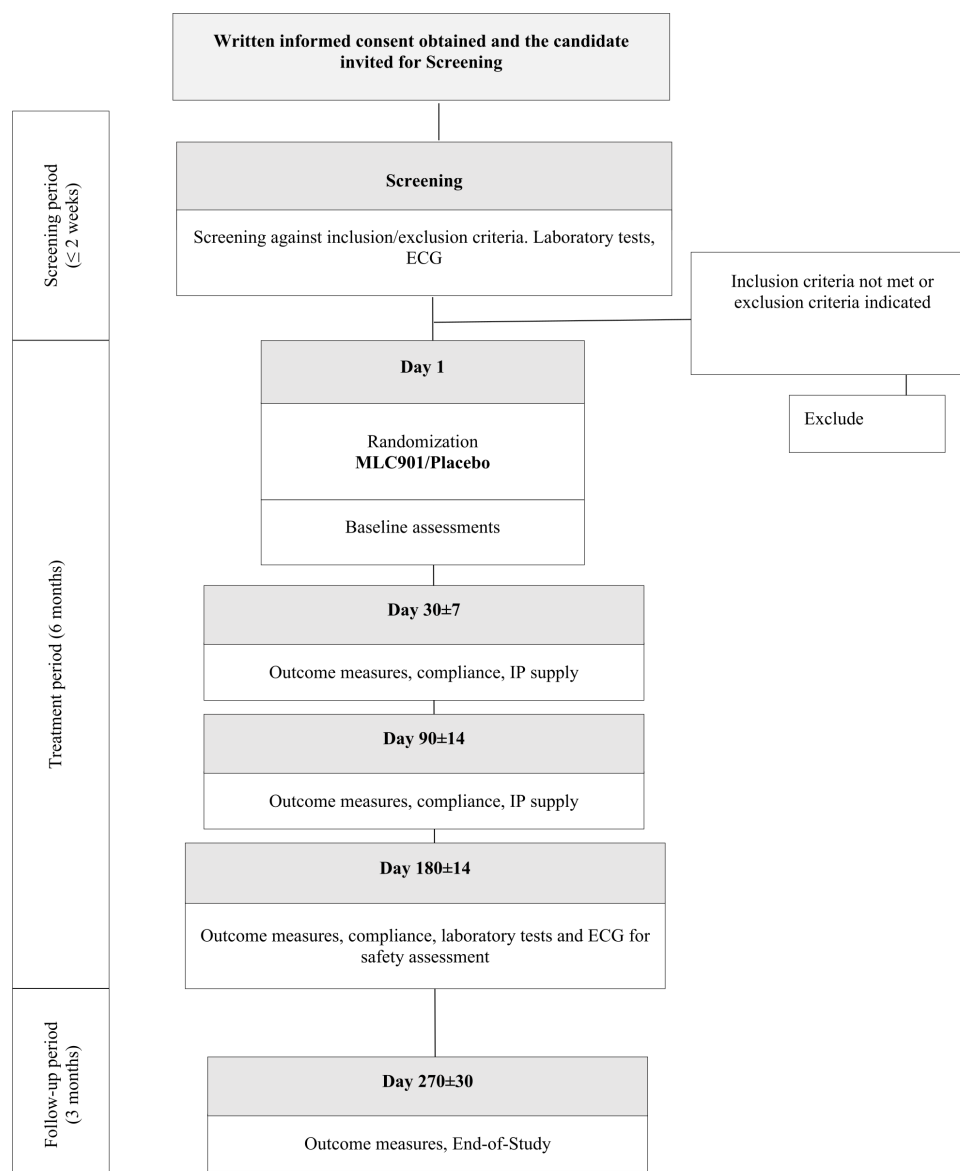 Written informed consent obtained and the candidate
invited for Screening
Screening period
(≤ 2 weeks)
Screening
Screening against inclusion/exclusion criteria. Laboratory tests,
ECG
Inclusion criteria not met or
exclusion criteria indicated
Exclude
Treatment period (6 months)
Day 1
Randomization
MLC901/Placebo
Baseline assessments
Day 30±7
Outcome measures, compliance, IP supply
Day 90±14
Outcome measures, compliance, IP supply
Day 180±14
Outcome measures, compliance, laboratory tests and ECG for
safety assessment
Follow-up period
(3 months)
Day 270±30
Outcome measures, End-of-Study